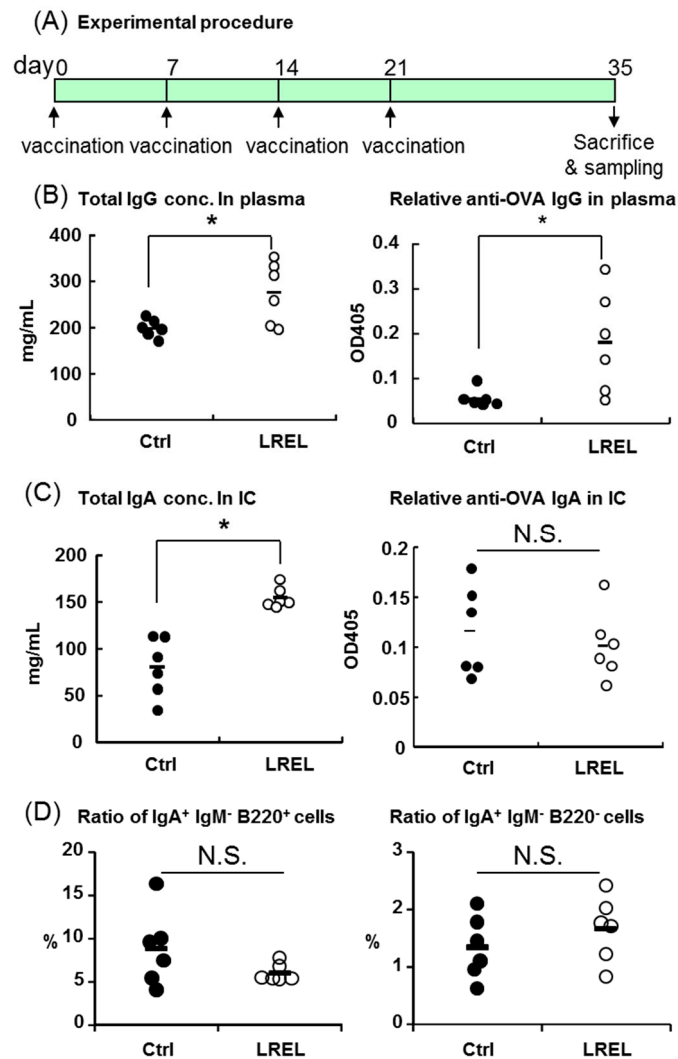 (A) Experimental procedure
day 0 7 14 21 35
vaccination vaccination vaccination vaccination Sacrifice & sampling
(B) Total IgG conc. In plasma Relative anti-OVA IgG in plasma
* *
400 0.4
300 0.3
200 0.2
100 0.1
0 0
mg/mL OD405
Ctrl LREL Ctrl LREL
(C) Total IgA conc. In IC Relative anti-OVA IgA in IC
* N.S.
200 0.2
150 0.15
100 0.1
50 0.05
0 0
mg/mL OD405
Ctrl LREL Ctrl LREL
(D) Ratio of IgA+ IgM- B220+ cells Ratio of IgA+ IgM- B220- cells
N.S. N.S.
20 3
15 2
10 1
5 0
0
% %
Ctrl LREL Ctrl LREL